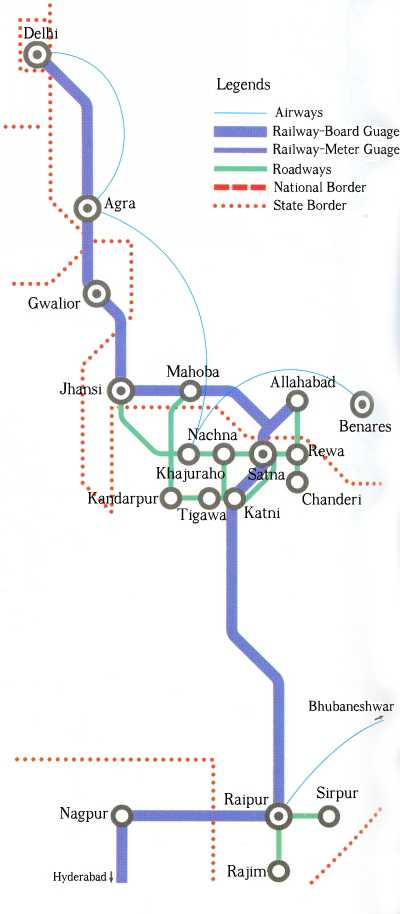 Delhi
Legends
Airways
Railway-Board Guage
Railway-Meter Guage
Roadways
National Border
State Border
Agra
Gwalior
Jhansi
Mahoba
Allahabad
Benares
Nachna
Khajuraho
Satna
Rewa
Kandarpur
Tigawa
Katni
Chanderi
Bhubaneshwar
Raipur
Sirpur
Nagpur
Rajim
Hyderabad